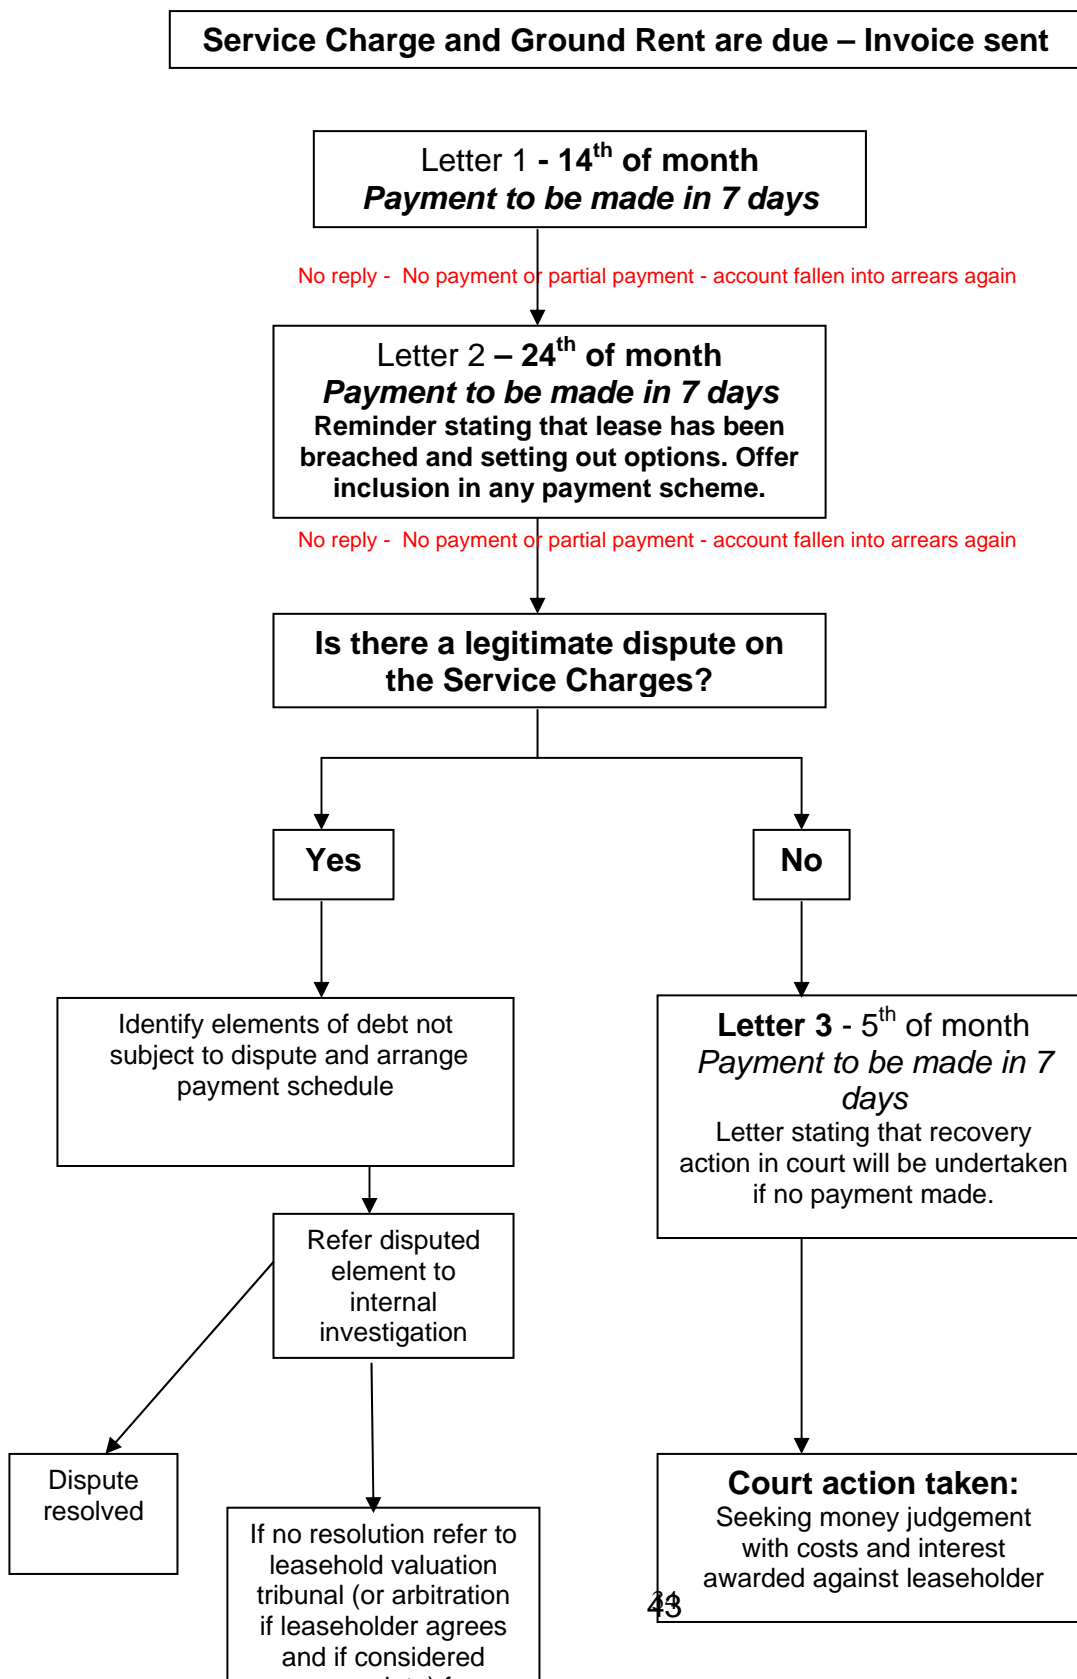 Service Charge and Ground Rent are due – Invoice sent
Letter 1 - 14th of month
Payment to be made in 7 days
No reply - No payment or partial payment - account fallen into arrears again
Letter 2 – 24th of month
Payment to be made in 7 days
Reminder stating that lease has been
breached and setting out options. Offer
inclusion in any payment scheme.
No reply - No payment or partial payment - account fallen into arrears again
Is there a legitimate dispute on
the Service Charges?
Yes
No
Identify elements of debt not
subject to dispute and arrange
payment schedule
Letter 3 - 5th of month
Payment to be made in 7
days
Letter stating that recovery
action in court will be undertaken
if no payment made.
Refer disputed
element to
internal
investigation
Dispute
resolved
If no resolution refer to
leasehold valuation
tribunal (or arbitration
if leaseholder agrees
and if considered
Court action taken:
Seeking money judgement
with costs and interest
awarded against leaseholder
43